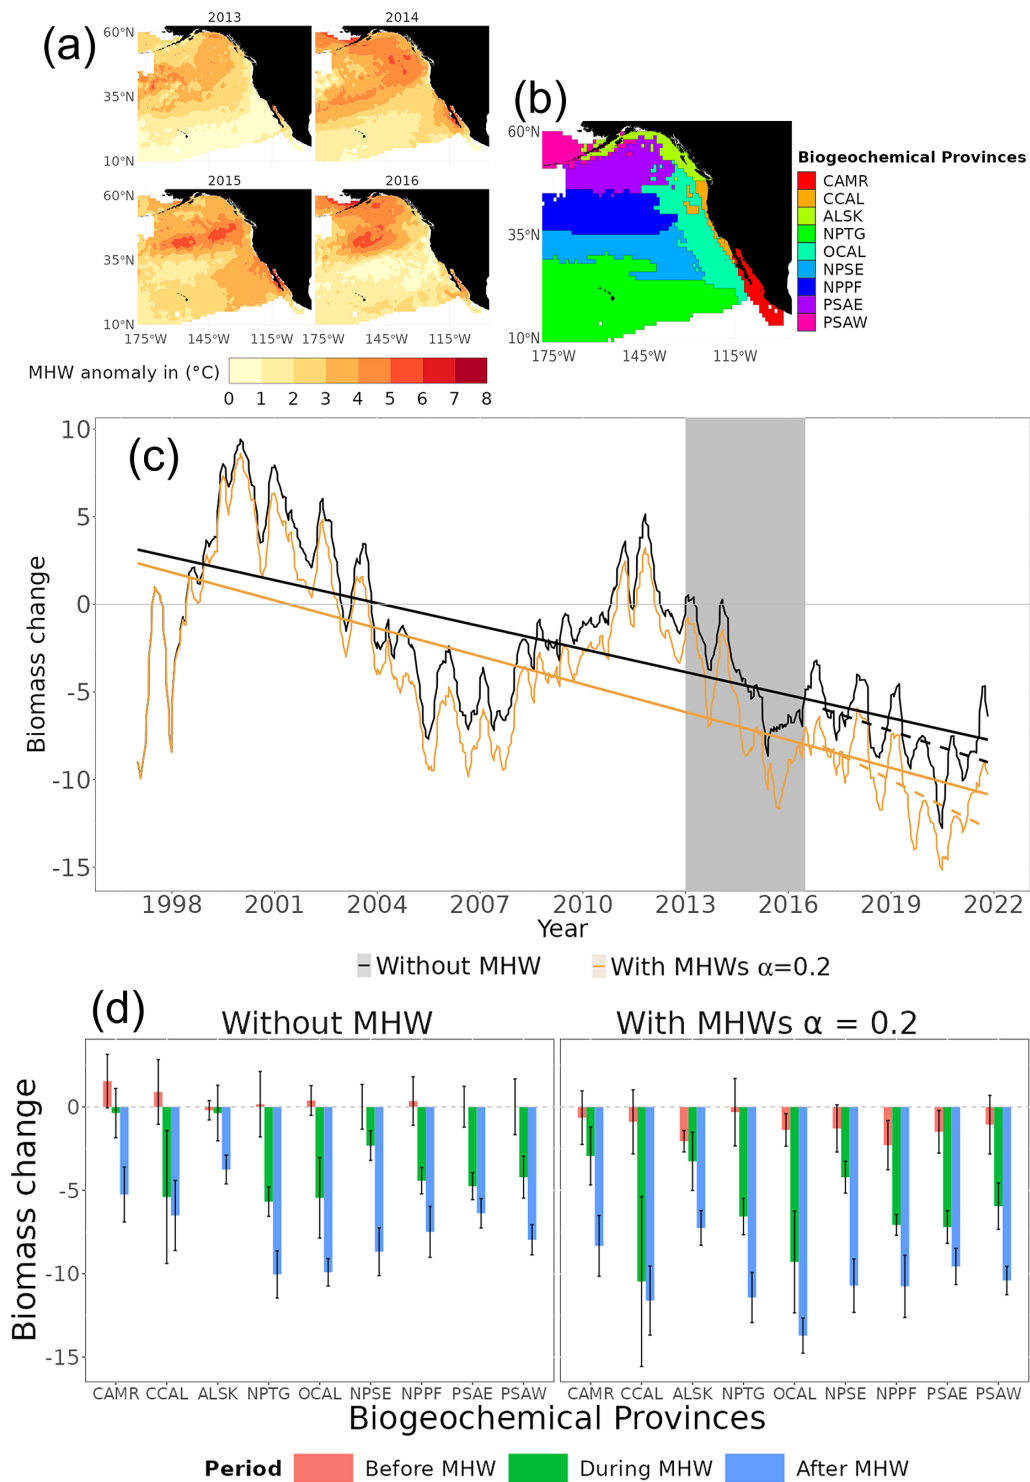 (a)
2013 2014
60°N
35°N
10°N
2015 2016
60°N
35°N
10°N
175°W 145°W 115°W 175°W 145°W 115°W
MHW anomaly in (°C)
0 1 2 3 4 5 6 7 8
(b)
60°N
35°N
10°N
175°W 145°W 115°W
Biogeochemical Provinces
CAMR
CCAL
ALSK
NPTG
OCAL
NPSE
NPPF
PSAE
PSAW
(c)
Biomass change
10
5
0
-5
-10
-15
1998 2001 2004 2007 2010 2013 2016 2019 2022
Year
Without MHW With MHWs α=0.2
(d)
Without MHW With MHWs α = 0.2
Biomass change
0
-5
-10
-15
CAMR CCAL ALSK NPTG OCAL NPSE NPPF PSAE PSAW CAMR CCAL ALSK NPTG OCAL NPSE NPPF PSAE PSAW
Biogeochemical Provinces
Period Before MHW During MHW After MHW